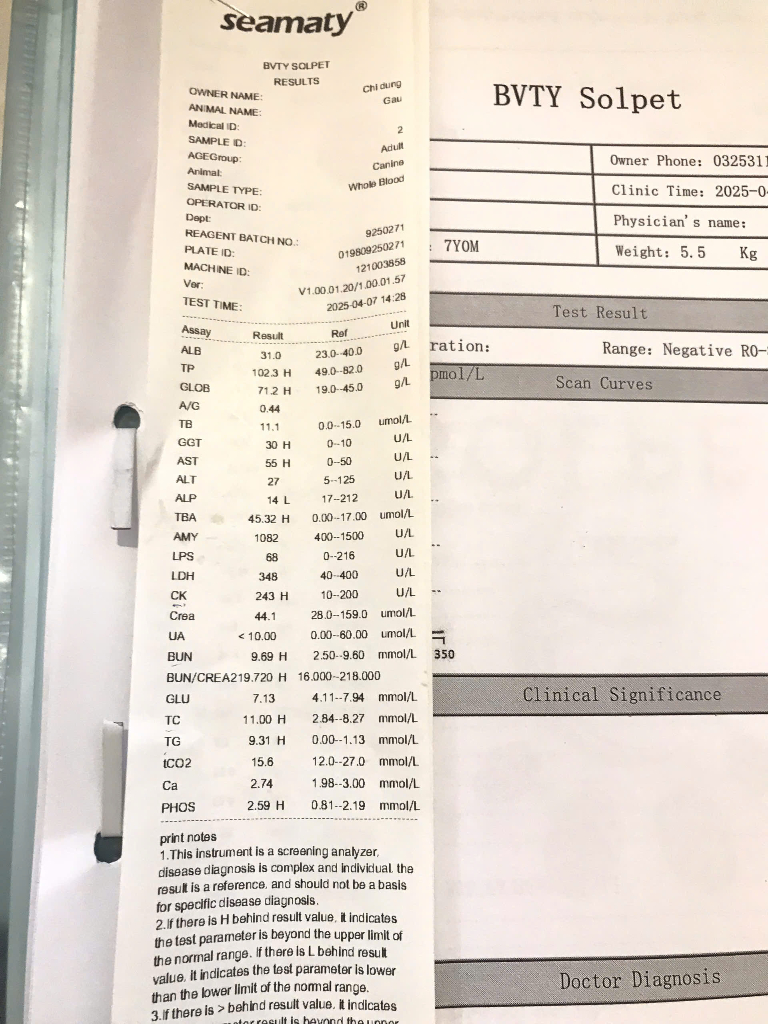 seamaty®
BVTY SOLPET
RESULTS
OWNER NAME: Chi dung
ANIMAL NAME: Gau
Medical ID:
SAMPLE ID: 2
AGEGroup: Adult
Animal: Canine
SAMPLE TYPE: Whole Blood
OPERATOR ID:
Dept:
REAGENT BATCH NO.: 9250271
PLATE ID: 019809250271
MACHINE ID: 121003858
Ver: V1.00.01.20/1.00.01.57
TEST TIME: 2025-04-07 14:28
Assay Result Ref Unit
ALB 31.0 23.0--40.0 g/L
TP 102.3 H 49.0--82.0 g/L
GLOB 71.2 H 19.0--45.0 g/L
A/G 0.44
TB 11.1 0.0--15.0 umol/L
GGT 30 H 0--10 U/L
AST 55 H 0--50 U/L
ALT 27 5--125 U/L
ALP 14 L 17--212 U/L
TBA 45.32 H 0.00--17.00 umol/L
AMY 1082 400--1500 U/L
LPS 68 0--216 U/L
LDH 348 40--400 U/L
CK 243 H 10--200 U/L
Crea 44.1 28.0--159.0 umol/L
UA < 10.00 0.00--60.00 umol/L
BUN 9.69 H 2.50--9.60 mmol/L
BUN/CREA219.720 H 16.000--218.000
GLU 7.13 4.11--7.94 mmol/L
TC 11.00 H 2.84--8.27 mmol/L
TG 9.31 H 0.00--1.13 mmol/L
tCO2 15.6 12.0--27.0 mmol/L
Ca 2.74 1.98--3.00 mmol/L
PHOS 2.59 H 0.81--2.19 mmol/L
print notes
1.This instrument is a screening analyzer,
disease diagnosis is complex and individual. the
result is a reference, and should not be a basis
for specific disease diagnosis.
2.If there is H behind result value, it indicates
the test parameter is beyond the upper limit of
the normal range. If there is L behind result
value, it indicates the test parameter is lower
than the lower limit of the normal range.
3.If there is > behind result value, it indicates
result is beyond the upper
BVTY Solpet
Owner Phone: 0325311
Clinic Time: 2025-0
Physician's name:
: 7YOM Weight: 5.5 Kg
Test Result
ration: Range: Negative R0-
pmol/L
Scan Curves
350
Clinical Significance
Doctor Diagnosis